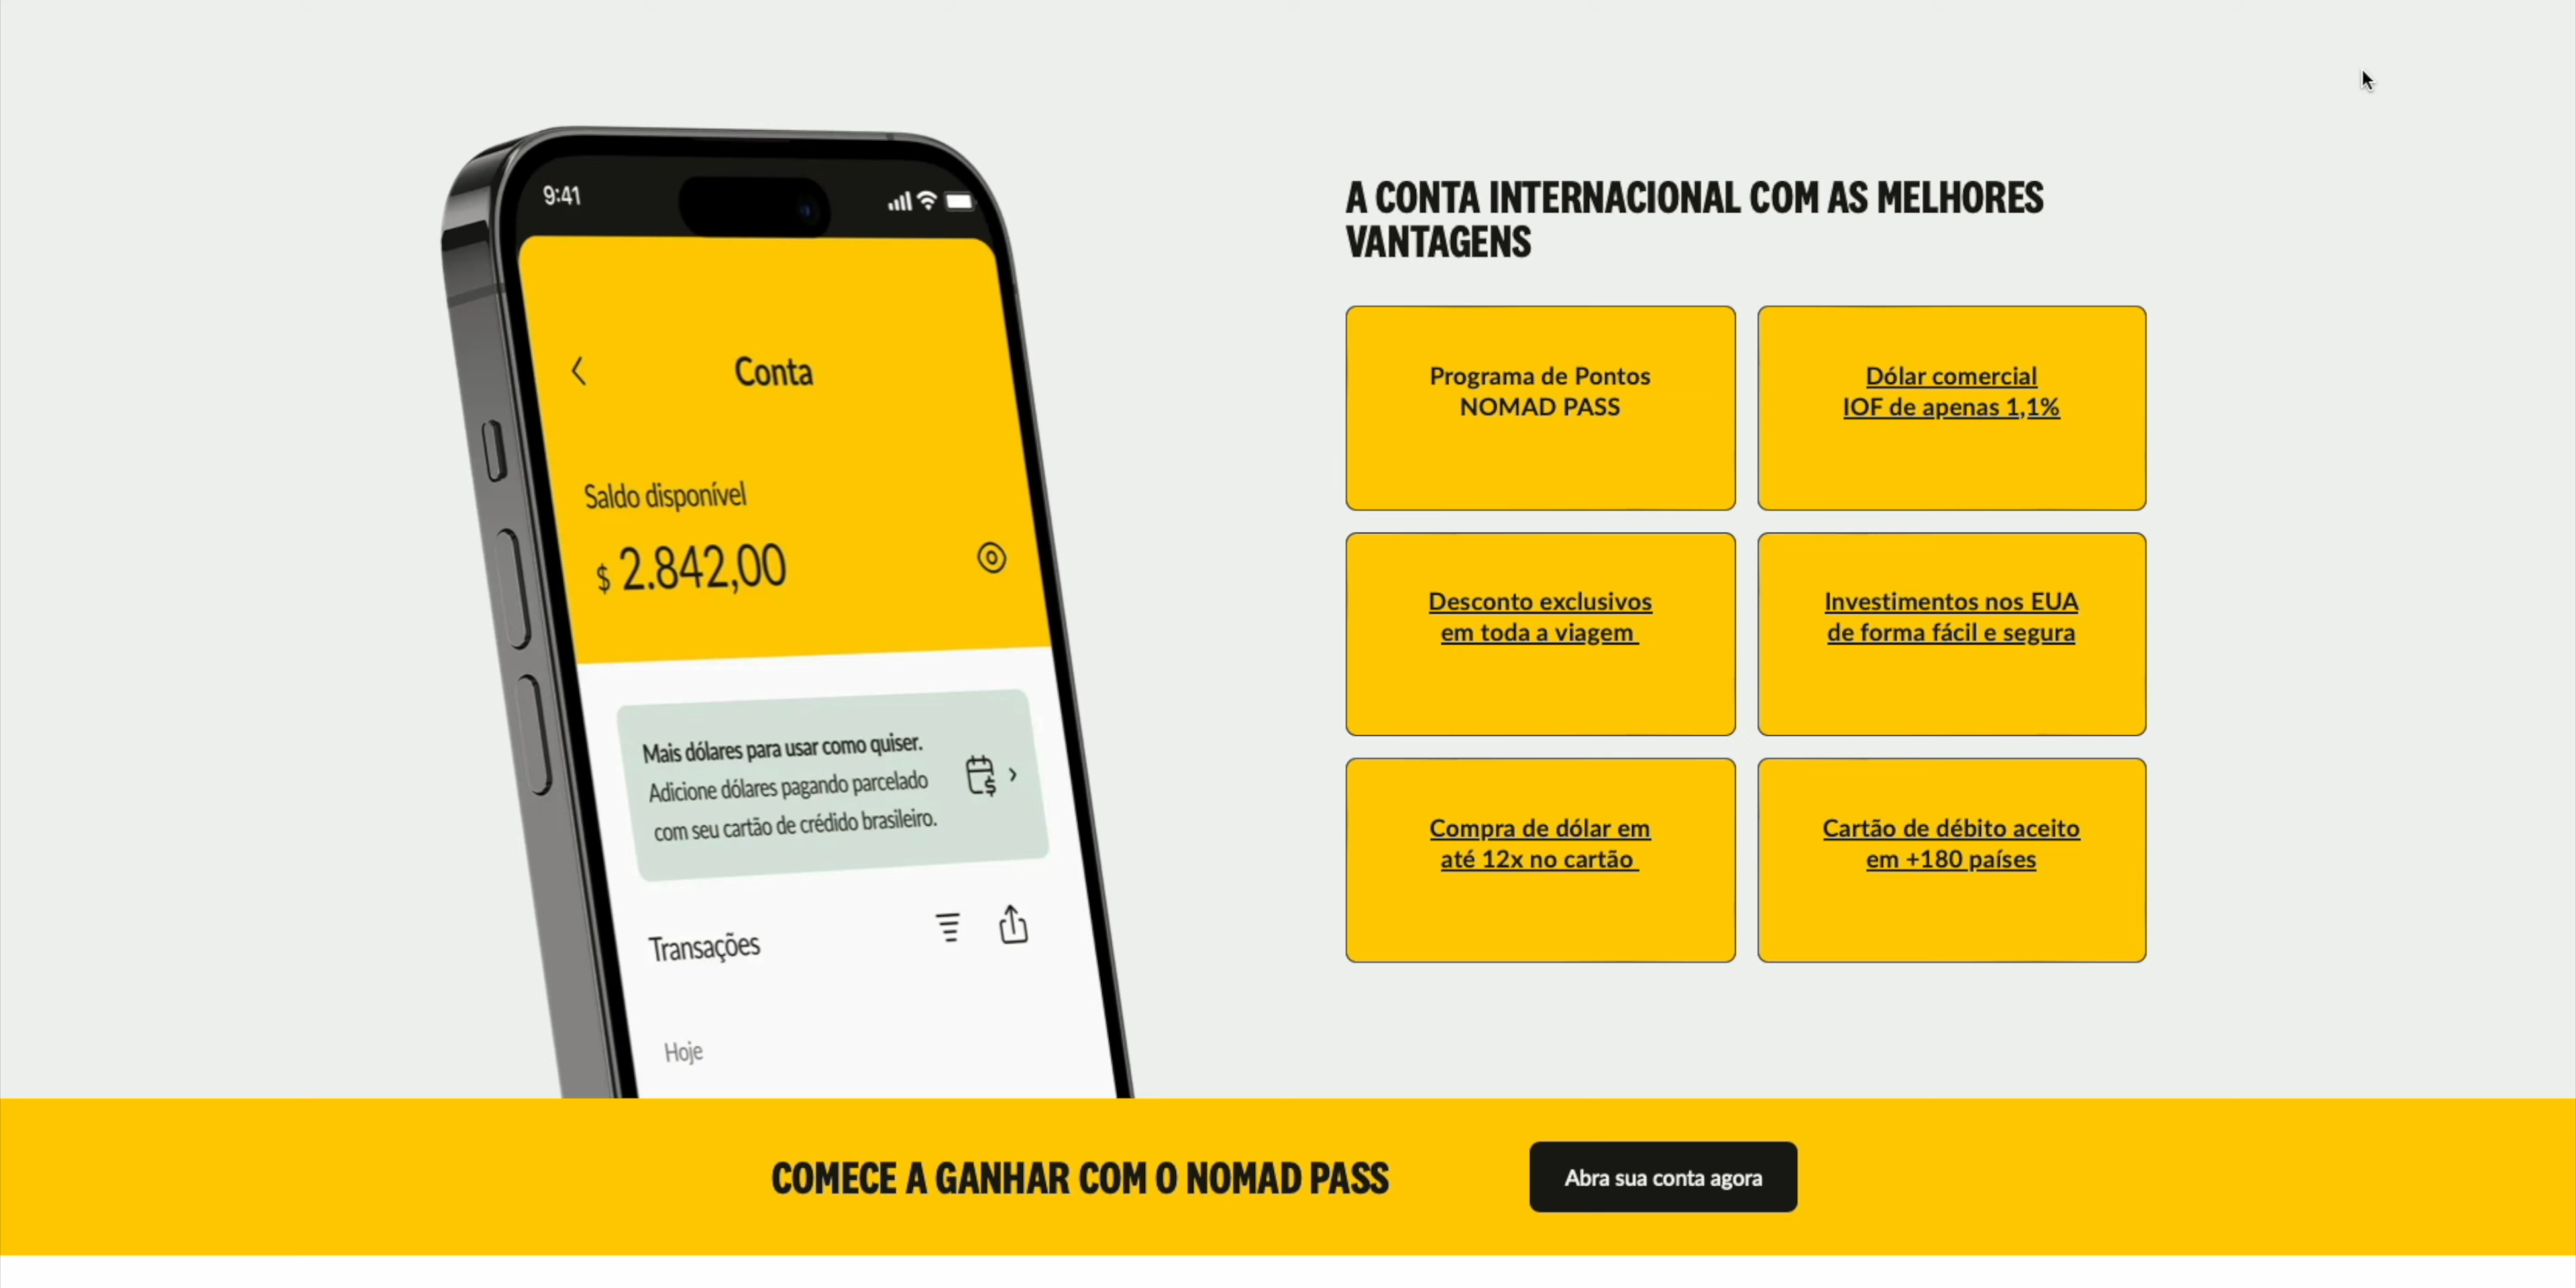 9:41
Conta
Saldo disponível
$ 2.842,00
Mais dólares para usar como quiser.
Adicione dólares pagando parcelado
com seu cartão de crédido brasileiro.
Transações
Hoje
A CONTA INTERNACIONAL COM AS MELHORES
VANTAGENS
Programa de Pontos
NOMAD PASS
Dólar comercial
IOF de apenas 1,1%
Desconto exclusivos
em toda a viagem
Investimentos nos EUA
de forma fácil e segura
Compra de dólar em
até 12x no cartão
Cartão de débito aceito
em +180 países
COMECE A GANHAR COM O NOMAD PASS
Abra sua conta agora